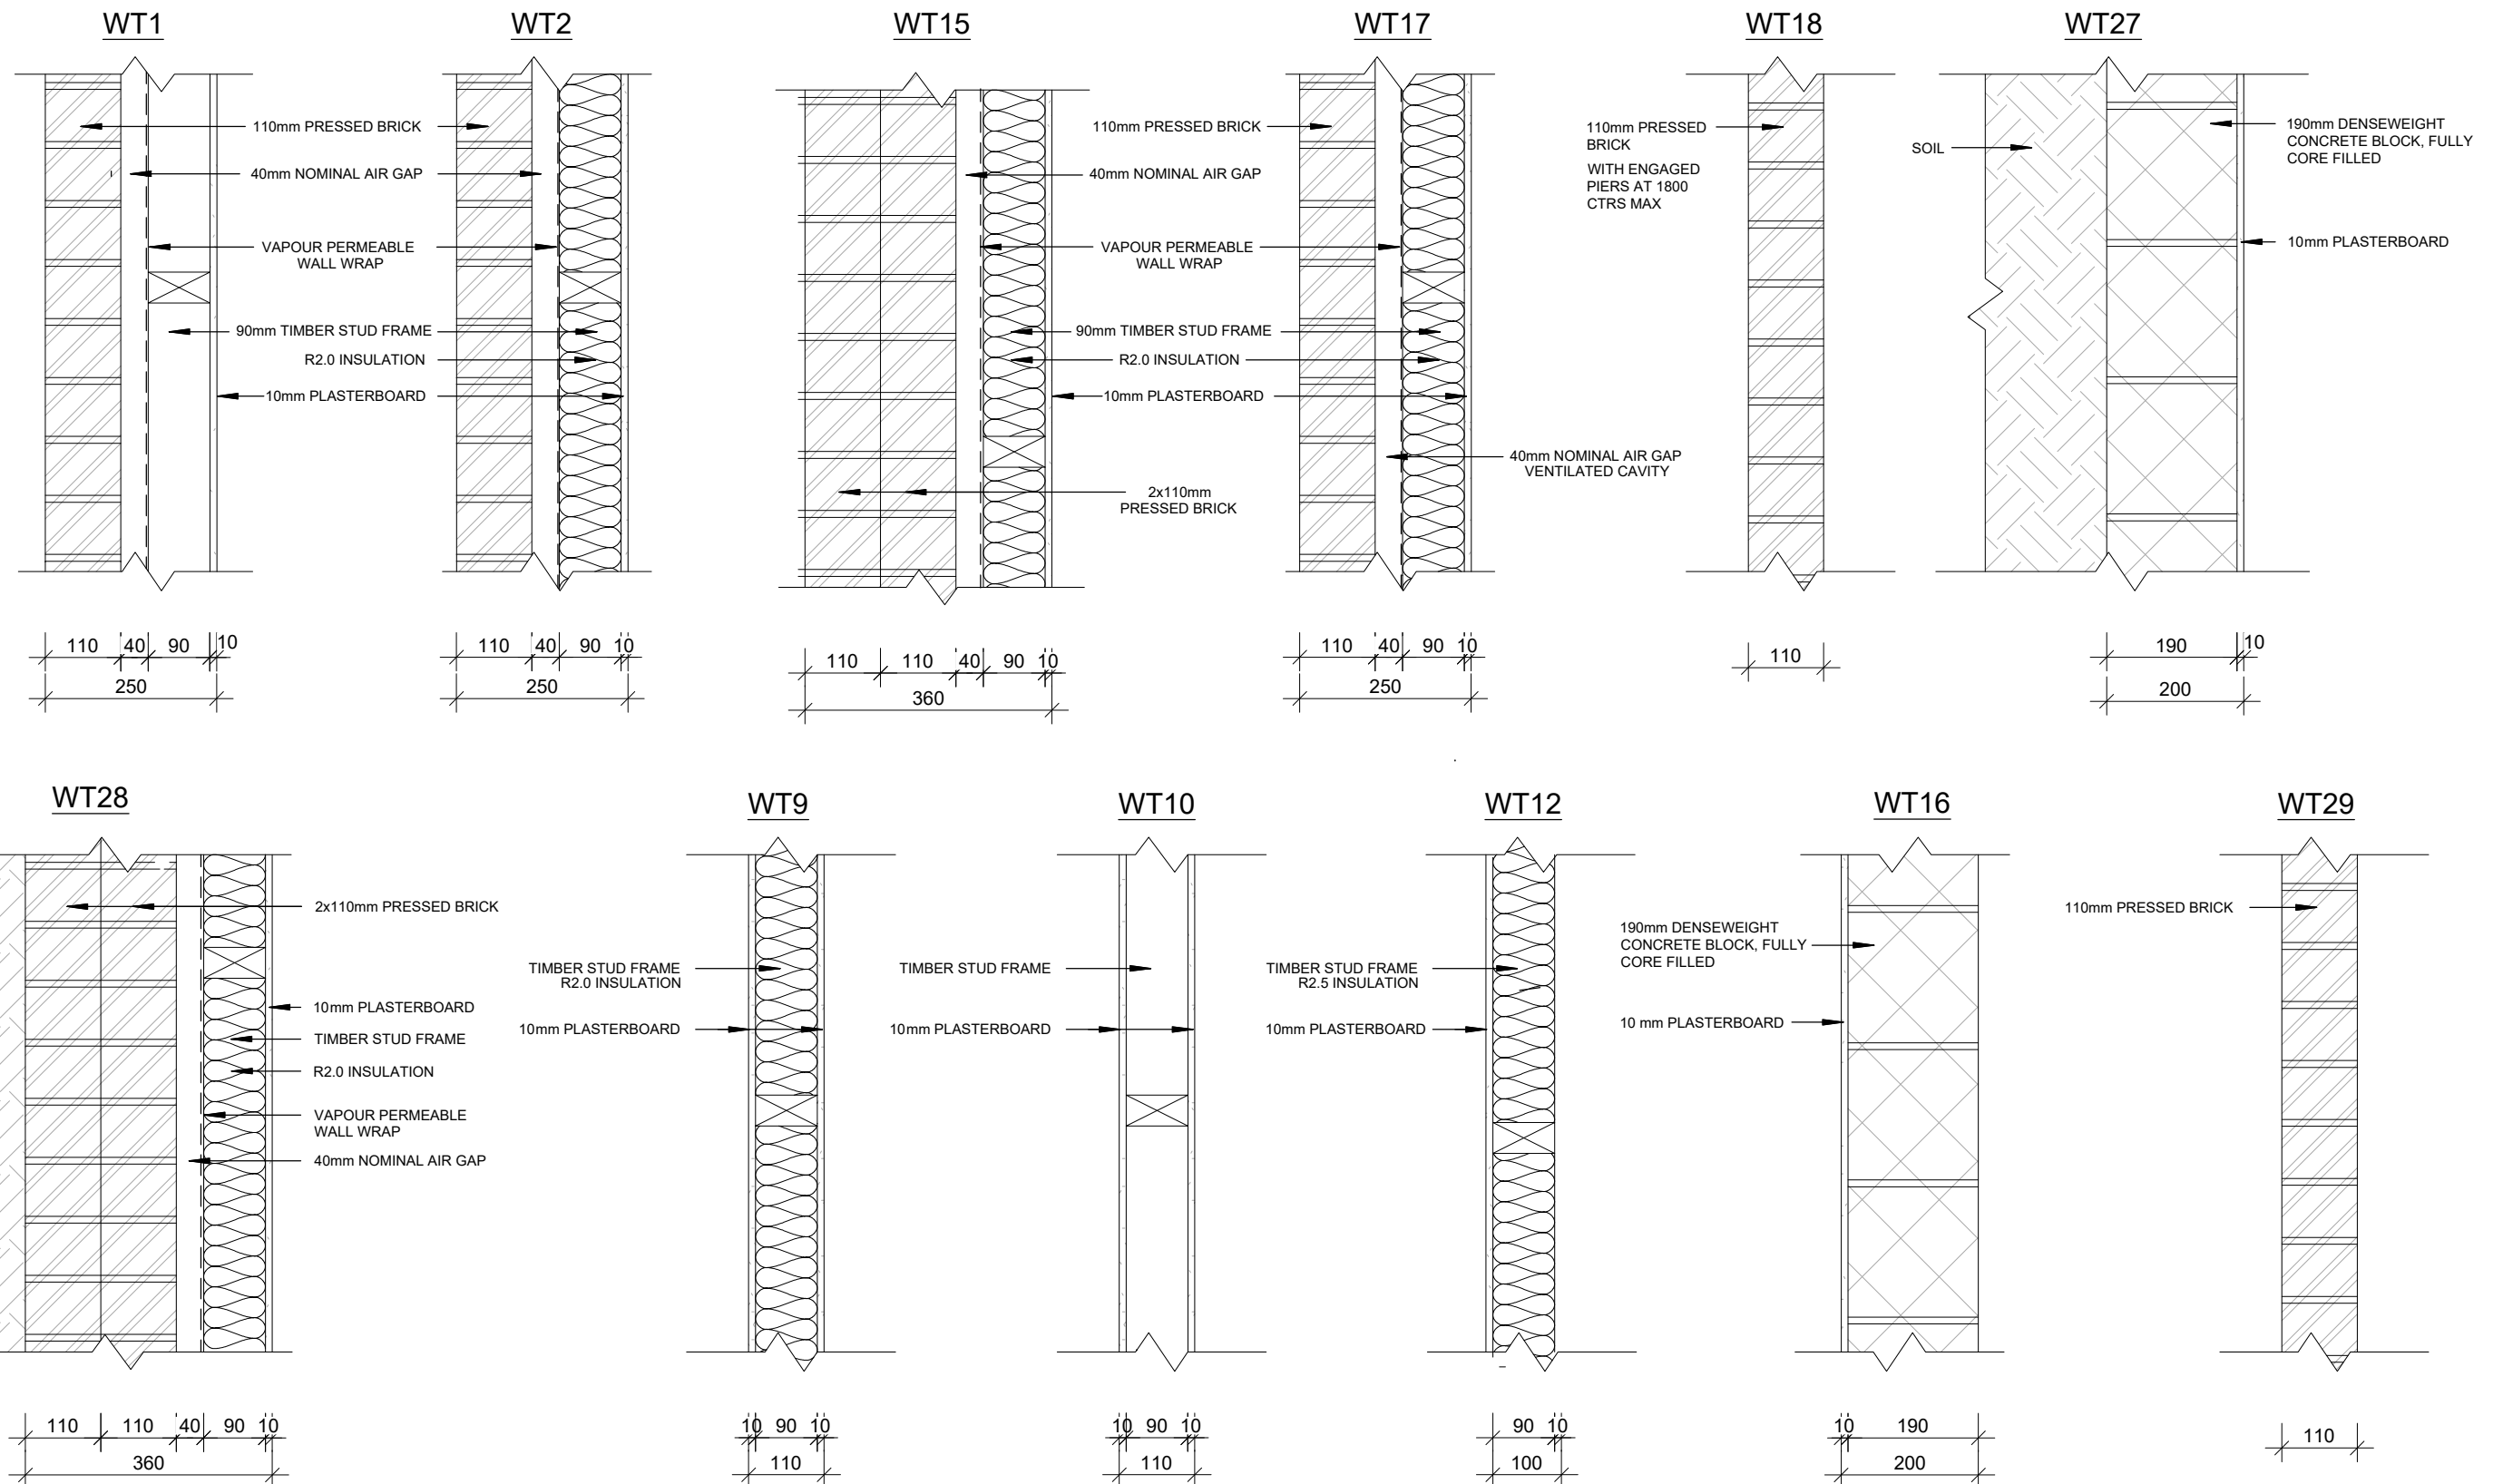 WT1
WT2
WT15
WT17
WT18
WT27
110mm PRESSED BRICK
40mm NOMINAL AIR GAP
VAPOUR PERMEABLE
WALL WRAP
90mm TIMBER STUD FRAME
R2.0 INSULATION
10mm PLASTERBOARD
110mm PRESSED BRICK
40mm NOMINAL AIR GAP
VAPOUR PERMEABLE
WALL WRAP
90mm TIMBER STUD FRAME
R2.0 INSULATION
10mm PLASTERBOARD
2x110mm
PRESSED BRICK
40mm NOMINAL AIR GAP
VENTILATED CAVITY
110mm PRESSED
BRICK
WITH ENGAGED
PIERS AT 1800
CTRS MAX
SOIL
190mm DENSEWEIGHT
CONCRETE BLOCK, FULLY
CORE FILLED
10mm PLASTERBOARD
110 40 90 10
250
110 40 90 10
250
110 110 40 90 10
360
110 40 90 10
250
110
190 10
200
WT28
WT9
WT10
WT12
WT16
WT29
2x110mm PRESSED BRICK
10mm PLASTERBOARD
TIMBER STUD FRAME
R2.0 INSULATION
VAPOUR PERMEABLE
WALL WRAP
40mm NOMINAL AIR GAP
TIMBER STUD FRAME
R2.0 INSULATION
10mm PLASTERBOARD
TIMBER STUD FRAME
10mm PLASTERBOARD
TIMBER STUD FRAME
R2.5 INSULATION
10mm PLASTERBOARD
190mm DENSEWEIGHT
CONCRETE BLOCK, FULLY
CORE FILLED
10 mm PLASTERBOARD
110mm PRESSED BRICK
110 110 40 90 10
360
10 90 10
110
10 90 10
110
90 10
100
10 190
200
110